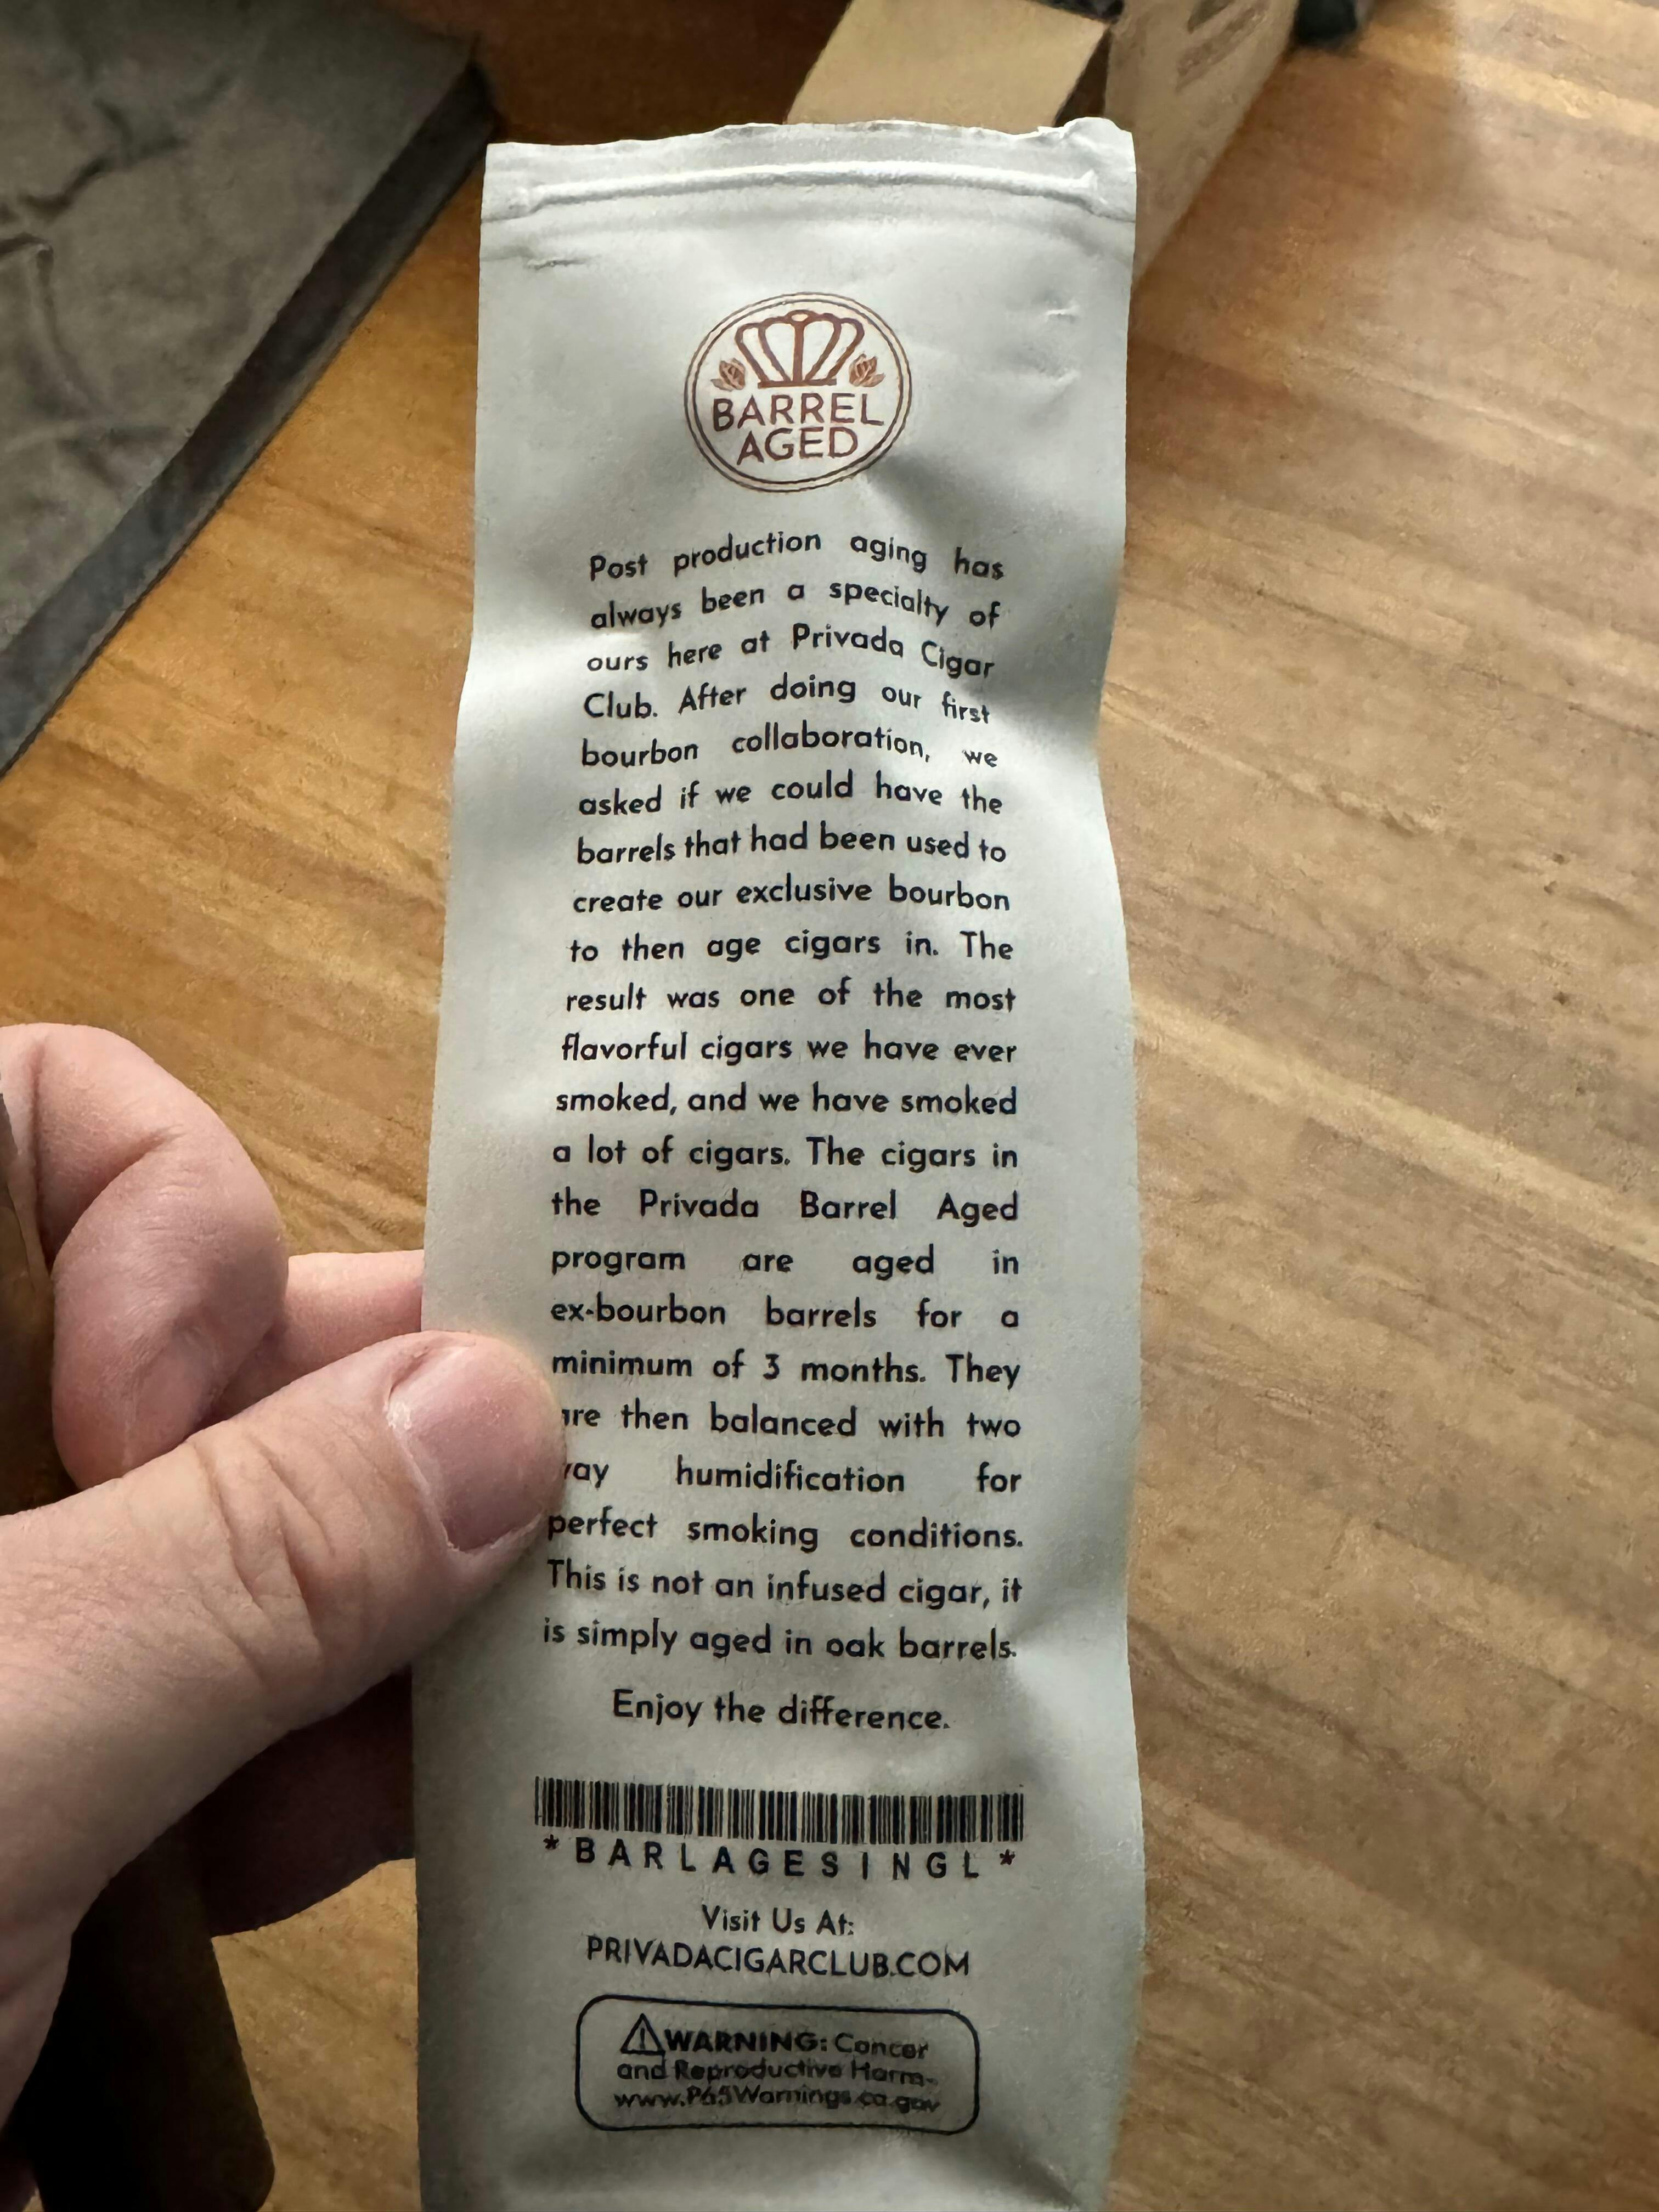 BARREL
AGED
Post production aging has
always been a specialty of
ours here at Privada Cigar
Club. After doing our first
bourbon collaboration, we
asked if we could have the
barrels that had been used to
create our exclusive bourbon
to then age cigars in. The
result was one of the most
flavorful cigars we have ever
smoked, and we have smoked
a lot of cigars. The cigars in
the Privada Barrel Aged
program are aged in
ex-bourbon barrels for a
minimum of 3 months. They
are then balanced with two
way humidification for
perfect smoking conditions.
This is not an infused cigar, it
is simply aged in oak barrels.
Enjoy the difference.
*BARLAGESINGL*
Visit Us At:
PRIVADACIGARCLUB.COM
⚠WARNING: Cancer
and Reproductive Harm-
www.P65Warnings.ca.gov